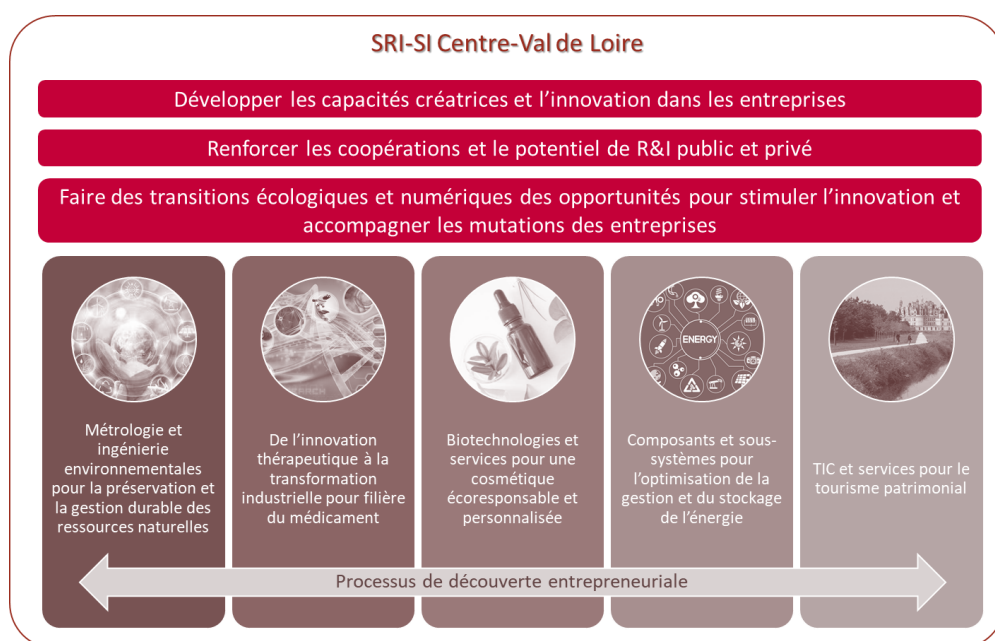 SRI-SI Centre-Val de Loire
Développer les capacités créatrices et l'innovation dans les entreprises
Renforcer les coopérations et le potentiel de R&I public et privé
Faire des transitions écologiques et numériques des opportunités pour stimuler l'innovation et
accompagner les mutations des entreprises
Métrologie et
ingénierie
environnementales
pour la préservation et
la gestion durable des
ressources naturelles
De l'innovation
thérapeutique à la
transformation
industrielle pour filière
du médicament
Biotechnologies et
services pour une
cosmétique
écoresponsable et
personnalisée
ENERGY
Composants et sous-
systèmes pour
l'optimisation de la
gestion et du stockage
de l'énergie
TIC et services pour le
tourisme patrimonial
Processus de découverte entrepreneuriale